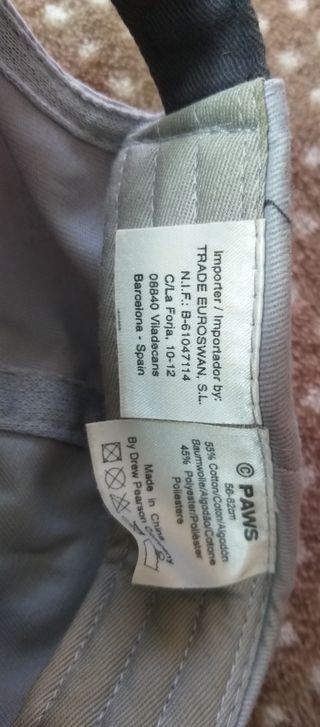 Importer / Importador by:
TRADE EUROSWAN, S.L.
N.I.F.: B-61047114
C/La Forja, 10-12
08840 Viladecans
Barcelona - Spain
© PAWS
56-62cm
55% Cotton/Coton/Algodón
Baumwolle/Algodão/Cotone
45% Polyester/Poliéster
Poliestere
Made in China
By Drew Pearson